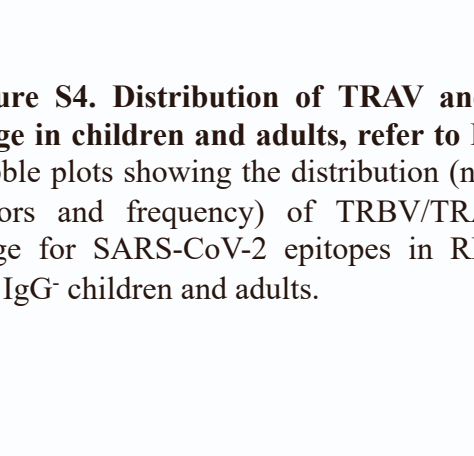 ure S4. Distribution of TRAV an
ge in children and adults, refer to
ble plots showing the distribution (n
ors and frequency) of TRBV/TRA
ge for SARS-CoV-2 epitopes in R
IgG- children and adults.